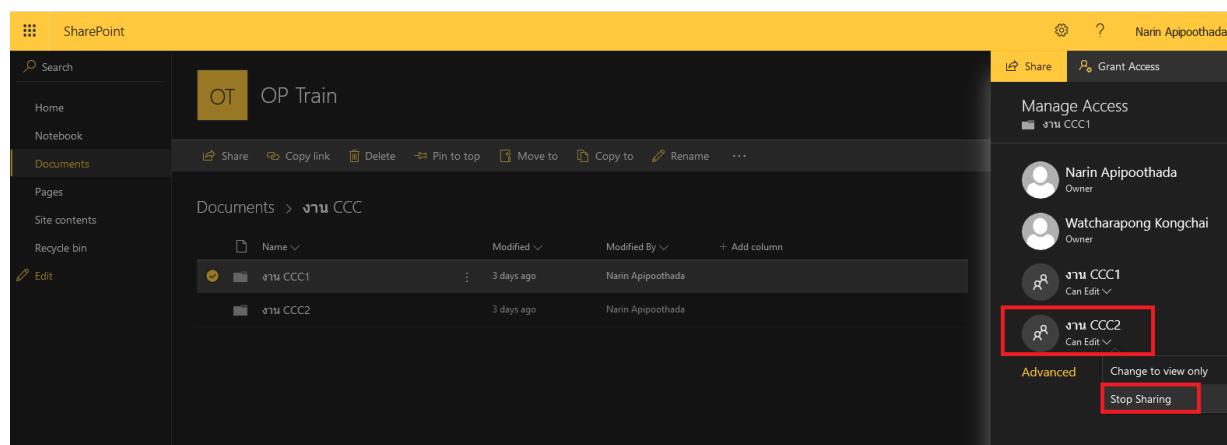 SharePoint
? Narin Apipoothada
Search
Home
Notebook
Documents
Pages
Site contents
Recycle bin
Edit
OT OP Train
Share Copy link Delete Pin to top Move to Copy to Rename ...
Documents > งาน CCC
Name Modified Modified By + Add column
งาน CCC1 3 days ago Narin Apipoothada
งาน CCC2 3 days ago Narin Apipoothada
Share Grant Access
Manage Access
งาน CCC1
Narin Apipoothada
Owner
Watcharapong Kongchai
Owner
งาน CCC1
Can Edit
งาน CCC2
Can Edit
Advanced
Change to view only
Stop Sharing